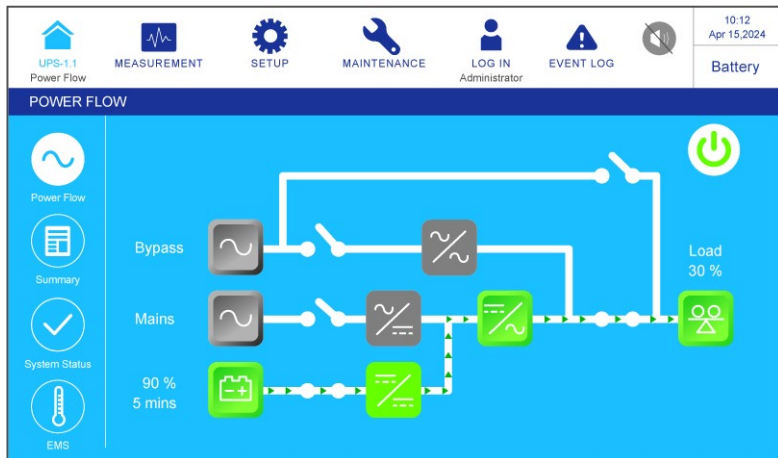 UPS-1.1
Power Flow
MEASUREMENT
SETUP
MAINTENANCE
LOG IN
Administrator
EVENT LOG
10:12
Apr 15,2024
Battery
POWER FLOW
Power Flow
Summary
System Status
EMS
Bypass
Mains
90 %
5 mins
Load
30 %